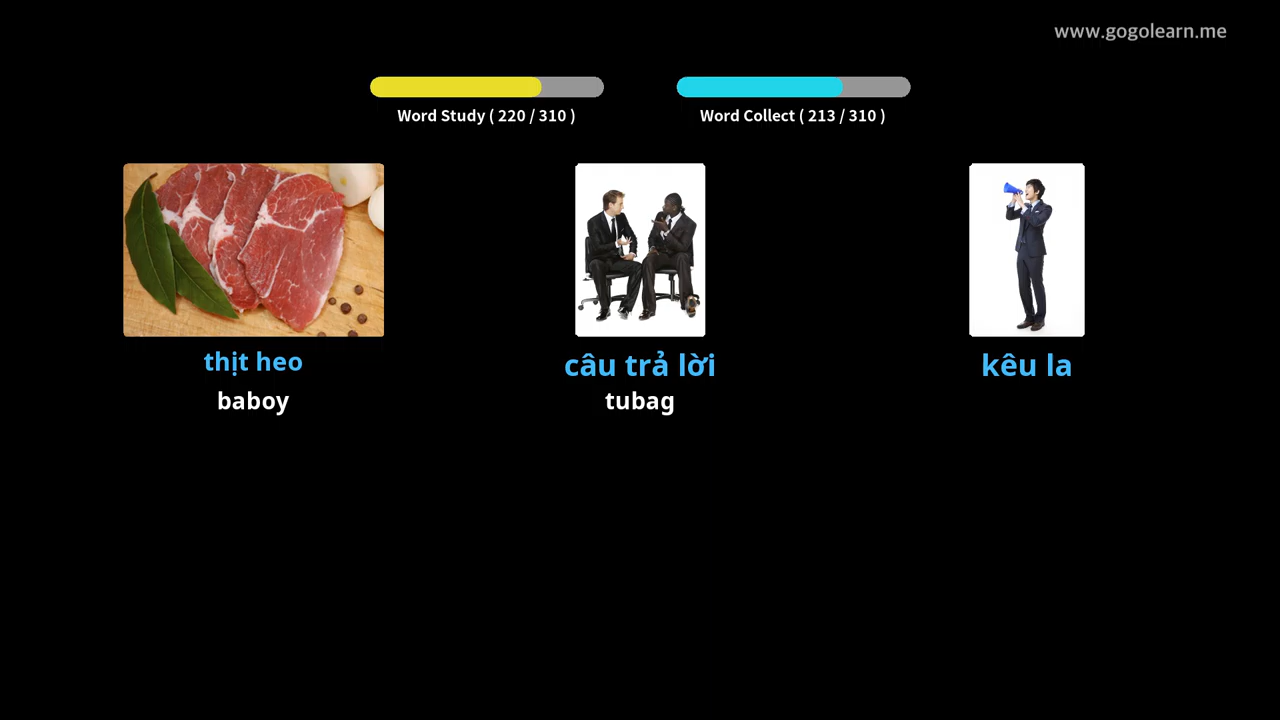 www.gogolearn.me
Word Study ( 220 / 310 )
Word Collect ( 213 / 310 )
thịt heo
baboy
câu trả lời
tubag
kêu la